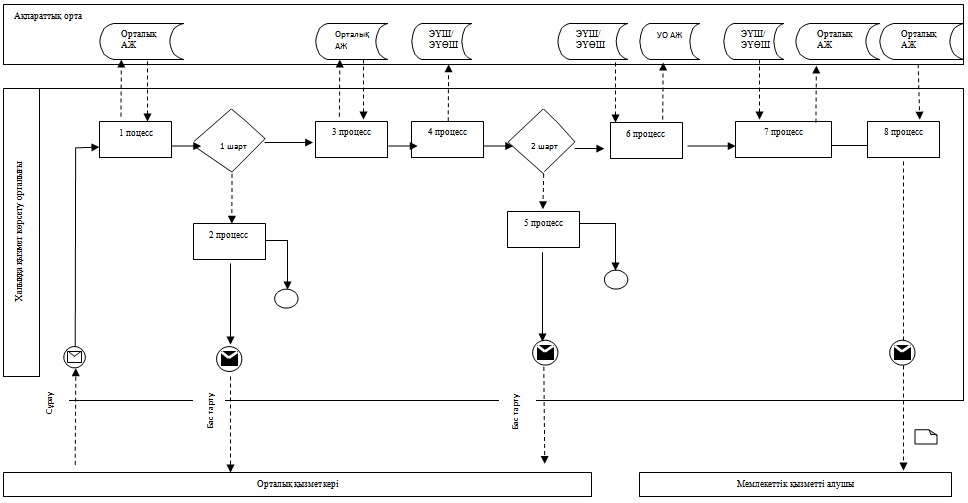 Ақпараттық орта
Орталық
АЖ
Орталық
АЖ
ЭҮШ/
ЭҮӨШ
ЭҮШ/
ЭҮӨШ
УО АЖ
ЭҮШ/
ЭҮӨШ
Орталық
АЖ
Орталық
АЖ
Халыққа қызмет көрсету орталығы
1 поцесс
1 шарт
3 процесс
4 процесс
2 шарт
6 процесс
7 процесс
8 процесс
2 процесс
5 процесс
Сұрау
Бас тарту
Бас тарту
Орталық қызметкері
Мемлекеттік қызметті алушы